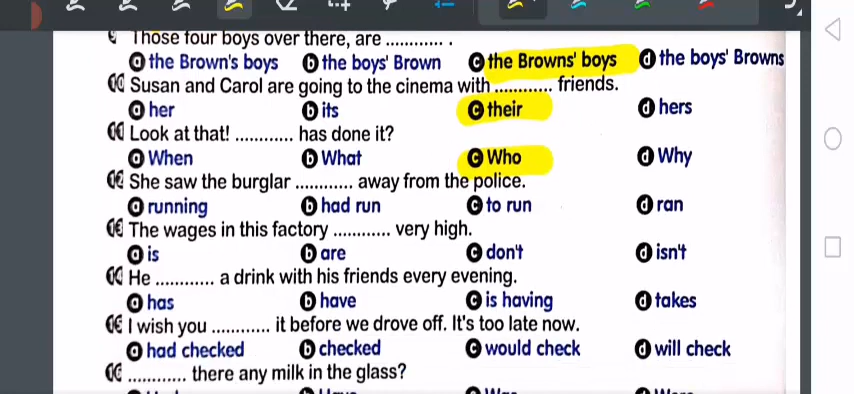 Those four boys over there, are ............. .
ⓐ the Brown's boys ⓑ the boys' Brown ⓒ the Browns' boys ⓓ the boys' Browns
Susan and Carol are going to the cinema with ............ friends.
ⓐ her ⓑ its ⓒ their ⓓ hers
Look at that! ............ has done it?
ⓐ When ⓑ What ⓒ Who ⓓ Why
She saw the burglar ............ away from the police.
ⓐ running ⓑ had run ⓒ to run ⓓ ran
The wages in this factory ............ very high.
ⓐ is ⓑ are ⓒ don't ⓓ isn't
He ............ a drink with his friends every evening.
ⓐ has ⓑ have ⓒ is having ⓓ takes
I wish you ............ it before we drove off. It's too late now.
ⓐ had checked ⓑ checked ⓒ would check ⓓ will check
............ there any milk in the glass?